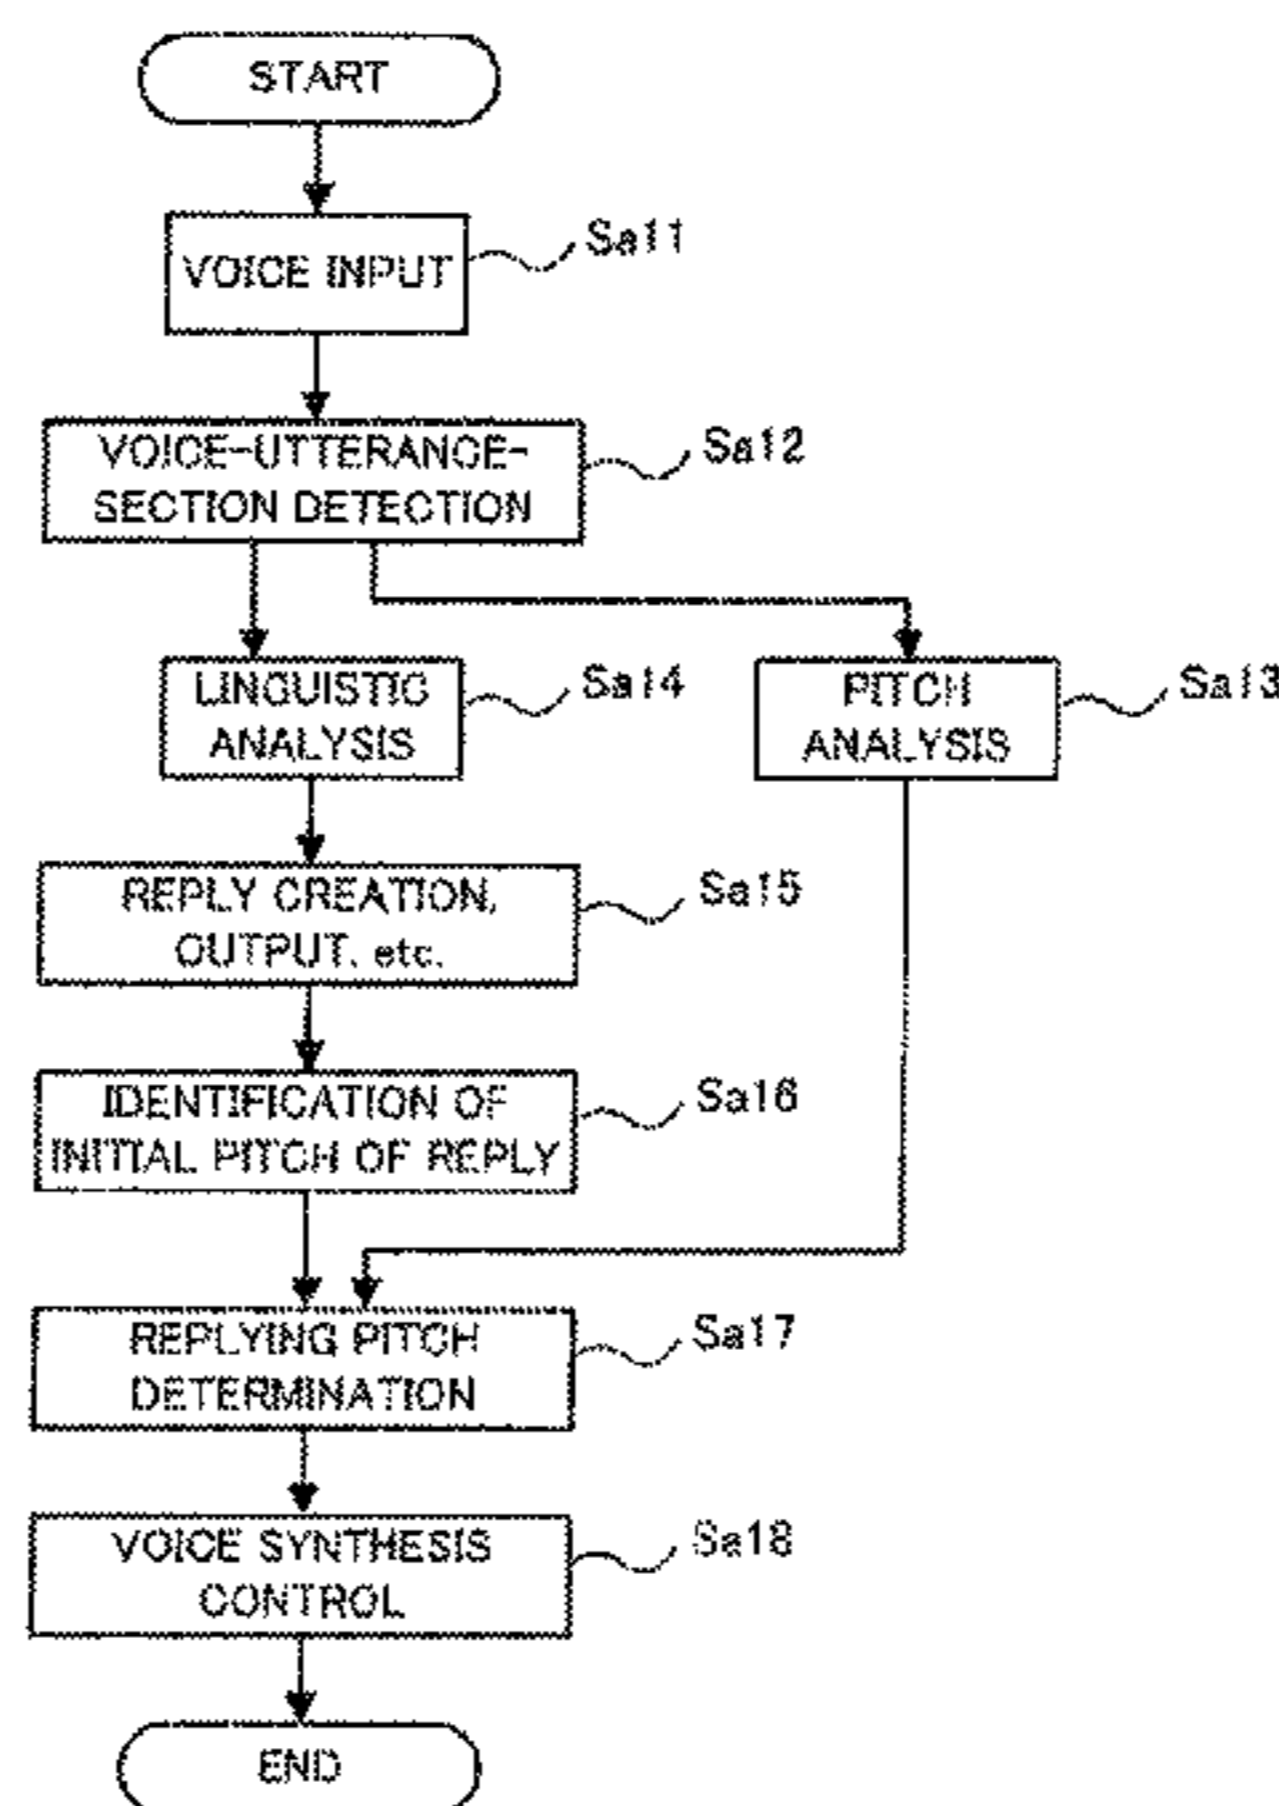 START
VOICE INPUT
Sa11
VOICE-UTTERANCE-
SECTION DETECTION
Sa12
LINGUISTIC
ANALYSIS
Sa14
PITCH
ANALYSIS
Sa13
REPLY CREATION,
OUTPUT, etc.
Sa15
IDENTIFICATION OF
INITIAL PITCH OF REPLY
Sa16
REPLYING PITCH
DETERMINATION
Sa17
VOICE SYNTHESIS
CONTROL
Sa18
END